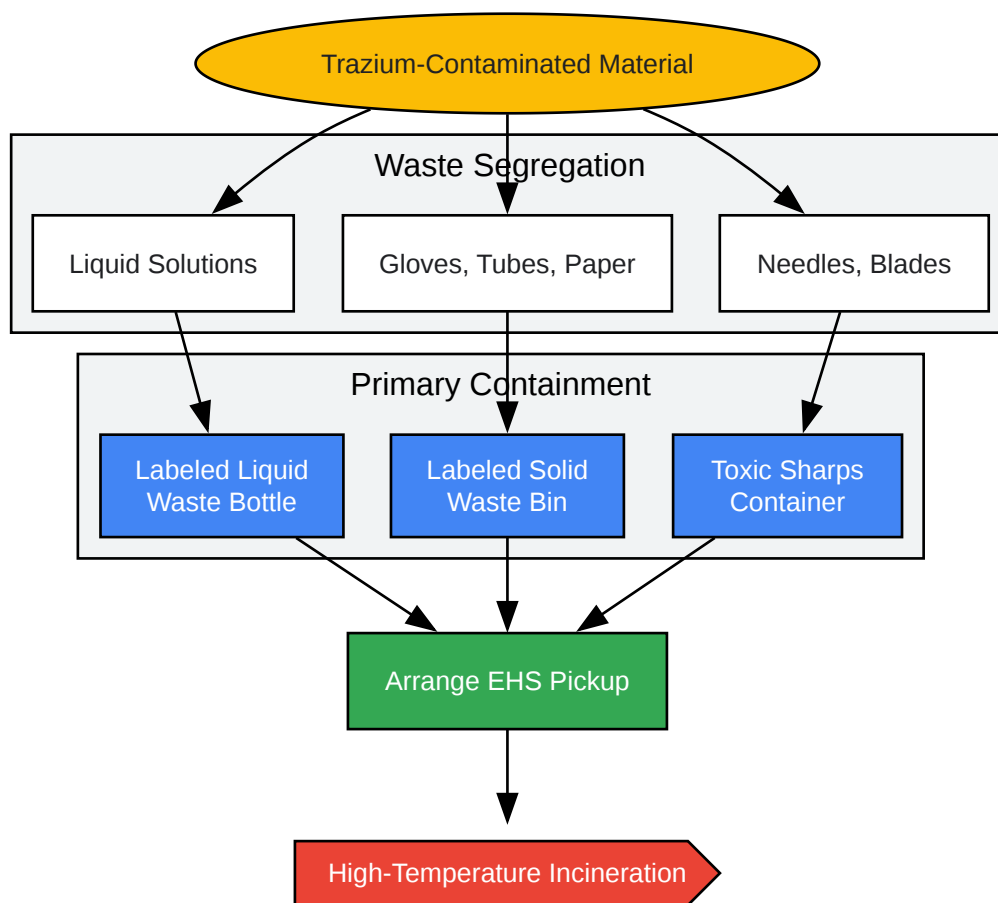 Trazium-Contaminated Material
Waste Segregation
Liquid Solutions
Gloves, Tubes, Paper
Needles, Blades
Primary Containment
Labeled Liquid
Waste Bottle
Labeled Solid
Waste Bin
Toxic Sharps
Container
Arrange EHS Pickup
High-Temperature Incineration